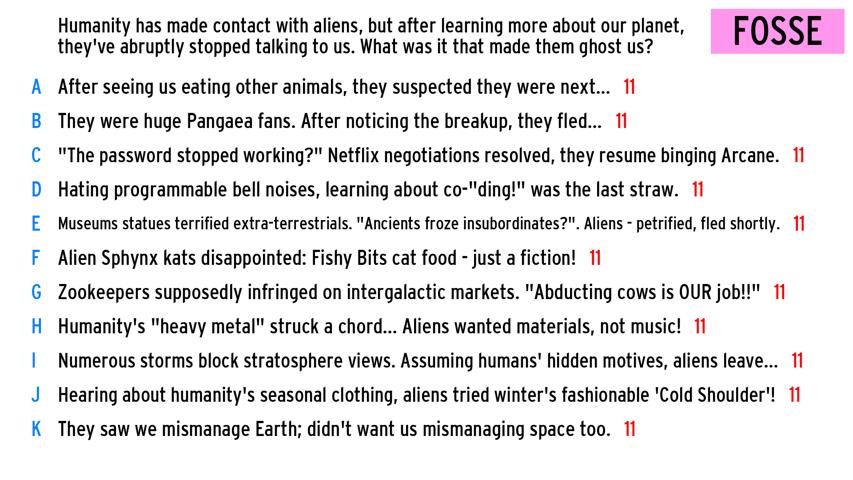 Humanity has made contact with aliens, but after learning more about our planet,
they've abruptly stopped talking to us. What was it that made them ghost us?
FOSSE
A After seeing us eating other animals, they suspected they were next... 11
B They were huge Pangaea fans. After noticing the breakup, they fled... 11
C "The password stopped working?" Netflix negotiations resolved, they resume binging Arcane. 11
D Hating programmable bell noises, learning about co-"ding!" was the last straw. 11
E Museums statues terrified extra-terrestrials. "Ancients froze insubordinates?". Aliens - petrified, fled shortly. 11
F Alien Sphynx kats disappointed: Fishy Bits cat food - just a fiction! 11
G Zookeepers supposedly infringed on intergalactic markets. "Abducting cows is OUR job!!" 11
H Humanity's "heavy metal" struck a chord... Aliens wanted materials, not music! 11
I Numerous storms block stratosphere views. Assuming humans' hidden motives, aliens leave... 11
J Hearing about humanity's seasonal clothing, aliens tried winter's fashionable 'Cold Shoulder'! 11
K They saw we mismanage Earth; didn't want us mismanaging space too. 11